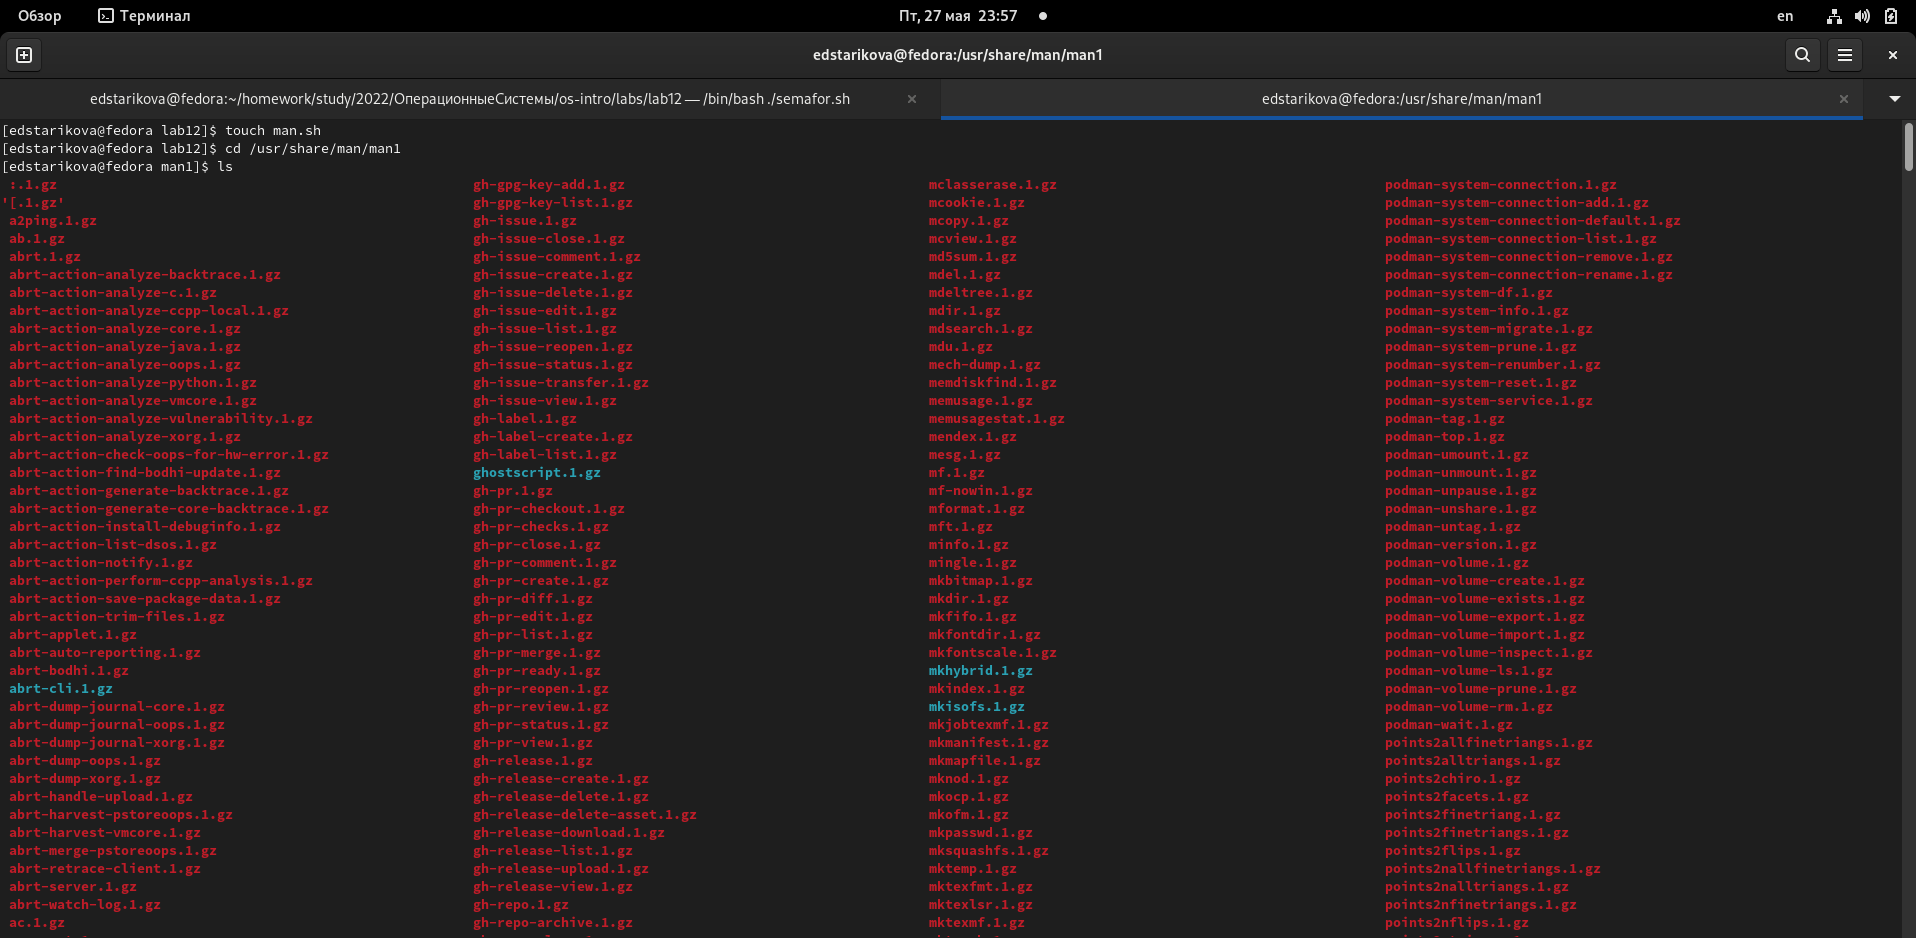 Обзор Терминал Пт, 27 мая 23:57 en
edstarikova@fedora:/usr/share/man/man1
edstarikova@fedora:~/homework/study/2022/ОперационныеСистемы/os-intro/labs/lab12 — /bin/bash ./semafor.sh edstarikova@fedora:/usr/share/man/man1
[edstarikova@fedora lab12]$ touch man.sh
[edstarikova@fedora lab12]$ cd /usr/share/man/man1
[edstarikova@fedora man1]$ ls
:.1.gz gh-gpg-key-add.1.gz mclasserase.1.gz podman-system-connection.1.gz
'[.1.gz' gh-gpg-key-list.1.gz mcookie.1.gz podman-system-connection-add.1.gz
a2ping.1.gz gh-issue.1.gz mcopy.1.gz podman-system-connection-default.1.gz
ab.1.gz gh-issue-close.1.gz mcview.1.gz podman-system-connection-list.1.gz
abrt.1.gz gh-issue-comment.1.gz md5sum.1.gz podman-system-connection-remove.1.gz
abrt-action-analyze-backtrace.1.gz gh-issue-create.1.gz mdel.1.gz podman-system-connection-rename.1.gz
abrt-action-analyze-c.1.gz gh-issue-delete.1.gz mdeltree.1.gz podman-system-df.1.gz
abrt-action-analyze-ccpp-local.1.gz gh-issue-edit.1.gz mdir.1.gz podman-system-info.1.gz
abrt-action-analyze-core.1.gz gh-issue-list.1.gz mdsearch.1.gz podman-system-migrate.1.gz
abrt-action-analyze-java.1.gz gh-issue-reopen.1.gz mdu.1.gz podman-system-prune.1.gz
abrt-action-analyze-oops.1.gz gh-issue-status.1.gz mech-dump.1.gz podman-system-renumber.1.gz
abrt-action-analyze-python.1.gz gh-issue-transfer.1.gz memdiskfind.1.gz podman-system-reset.1.gz
abrt-action-analyze-vmcore.1.gz gh-issue-view.1.gz memusage.1.gz podman-system-service.1.gz
abrt-action-analyze-vulnerability.1.gz gh-label.1.gz memusagestat.1.gz podman-tag.1.gz
abrt-action-analyze-xorg.1.gz gh-label-create.1.gz mendex.1.gz podman-top.1.gz
abrt-action-check-oops-for-hw-error.1.gz gh-label-list.1.gz mesg.1.gz podman-umount.1.gz
abrt-action-find-bodhi-update.1.gz ghostscript.1.gz mf.1.gz podman-unmount.1.gz
abrt-action-generate-backtrace.1.gz gh-pr.1.gz mf-nowin.1.gz podman-unpause.1.gz
abrt-action-generate-core-backtrace.1.gz gh-pr-checkout.1.gz mformat.1.gz podman-unshare.1.gz
abrt-action-install-debuginfo.1.gz gh-pr-checks.1.gz mft.1.gz podman-untag.1.gz
abrt-action-list-dsos.1.gz gh-pr-close.1.gz minfo.1.gz podman-version.1.gz
abrt-action-notify.1.gz gh-pr-comment.1.gz mingle.1.gz podman-volume.1.gz
abrt-action-perform-ccpp-analysis.1.gz gh-pr-create.1.gz mkbitmap.1.gz podman-volume-create.1.gz
abrt-action-save-package-data.1.gz gh-pr-diff.1.gz mkdir.1.gz podman-volume-exists.1.gz
abrt-action-trim-files.1.gz gh-pr-edit.1.gz mkfifo.1.gz podman-volume-export.1.gz
abrt-applet.1.gz gh-pr-list.1.gz mkfontdir.1.gz podman-volume-import.1.gz
abrt-auto-reporting.1.gz gh-pr-merge.1.gz mkfontscale.1.gz podman-volume-inspect.1.gz
abrt-bodhi.1.gz gh-pr-ready.1.gz mkhybrid.1.gz podman-volume-ls.1.gz
abrt-cli.1.gz gh-pr-reopen.1.gz mkindex.1.gz podman-volume-prune.1.gz
abrt-dump-journal-core.1.gz gh-pr-review.1.gz mkisofs.1.gz podman-volume-rm.1.gz
abrt-dump-journal-oops.1.gz gh-pr-status.1.gz mkjobtexmf.1.gz podman-wait.1.gz
abrt-dump-journal-xorg.1.gz gh-pr-view.1.gz mkmanifest.1.gz points2allfinetriangs.1.gz
abrt-dump-oops.1.gz gh-release.1.gz mkmapfile.1.gz points2alltriangs.1.gz
abrt-dump-xorg.1.gz gh-release-create.1.gz mknod.1.gz points2chiro.1.gz
abrt-handle-upload.1.gz gh-release-delete.1.gz mkocp.1.gz points2facets.1.gz
abrt-harvest-pstoreoops.1.gz gh-release-delete-asset.1.gz mkofm.1.gz points2finetriang.1.gz
abrt-harvest-vmcore.1.gz gh-release-download.1.gz mkpasswd.1.gz points2finetriangs.1.gz
abrt-merge-pstoreoops.1.gz gh-release-list.1.gz mksquashfs.1.gz points2flips.1.gz
abrt-retrace-client.1.gz gh-release-upload.1.gz mktemp.1.gz points2nallfinetriangs.1.gz
abrt-server.1.gz gh-release-view.1.gz mktexfmt.1.gz points2nalltriangs.1.gz
abrt-watch-log.1.gz gh-repo.1.gz mktexlsr.1.gz points2nfinetriangs.1.gz
ac.1.gz gh-repo-archive.1.gz mktexmf.1.gz points2nflips.1.gz